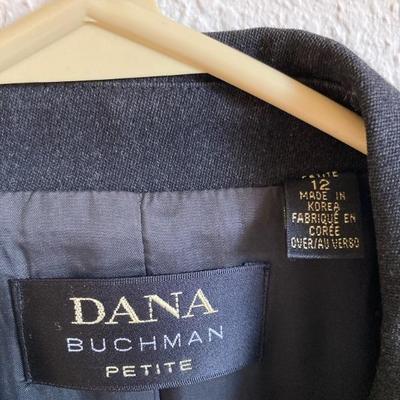 PETITE
12
MADE IN
KOREA
FABRIQUÉ EN
CORÉE
OVER/AU VERSO
DANA
BUCHMAN
PETITE